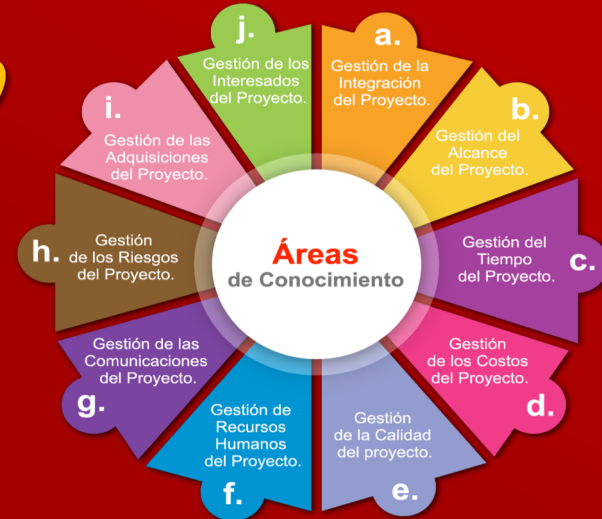 Áreas
de Conocimiento
a.
Gestión de la
Integración
del Proyecto.
b.
Gestión del
Alcance
del Proyecto.
c.
Gestión del
Tiempo
del Proyecto.
d.
Gestión
de los Costos
del Proyecto.
e.
Gestión
de la Calidad
del proyecto.
f.
Gestión de
Recursos
Humanos
del Proyecto.
g.
Gestión de las
Comunicaciones
del Proyecto.
h.
Gestión
de los Riesgos
del Proyecto.
i.
Gestión de las
Adquisiciones
del Proyecto.
j.
Gestión de los
Interesados
del Proyecto.